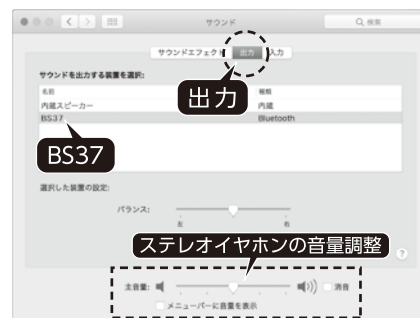 サウンド
検索
サウンドエフェクト 出力 入力
サウンドを出力する装置を選択:
出力
名前 種類
内蔵スピーカー 内蔵
BS37 Bluetooth
BS37
選択した装置の設定:
バランス:
左 右
ステレオイヤホンの音量調整
主音量: 消音
メニューバーに音量を表示
?